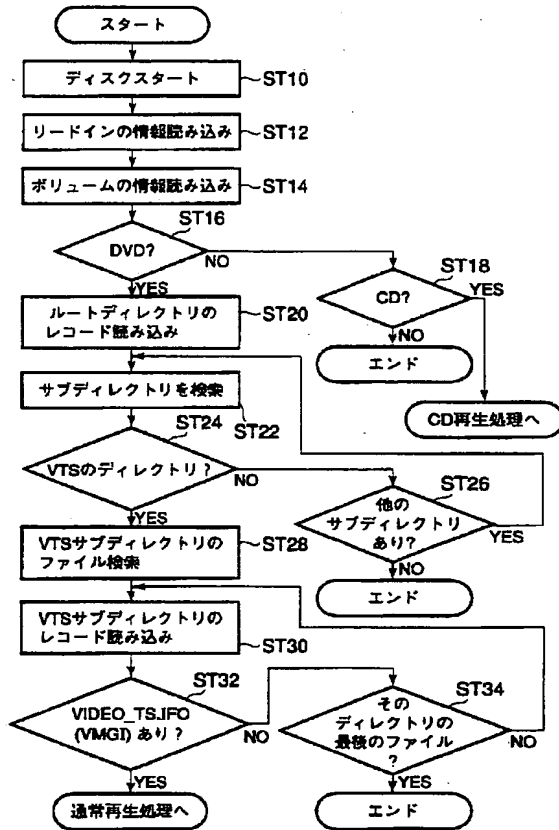 スタート
ディスクスタート
ST10
リードインの情報読み込み
ST12
ボリュームの情報読み込み
ST14
ST16
DVD?
NO
YES
ST18
CD?
YES
NO
エンド
CD再生処理へ
ルートディレクトリの
レコード読み込み
ST20
サブディレクトリを検索
ST22
ST24
VTSのディレクトリ?
NO
YES
ST26
他の
サブディレクトリ
あり?
YES
NO
エンド
VTSサブディレクトリの
ファイル検索
ST28
VTSサブディレクトリの
レコード読み込み
ST30
ST32
VIDEO_TS.IFO
(VMGI) あり?
NO
YES
通常再生処理へ
ST34
その
ディレクトリの
最後のファイル
?
NO
YES
エンド